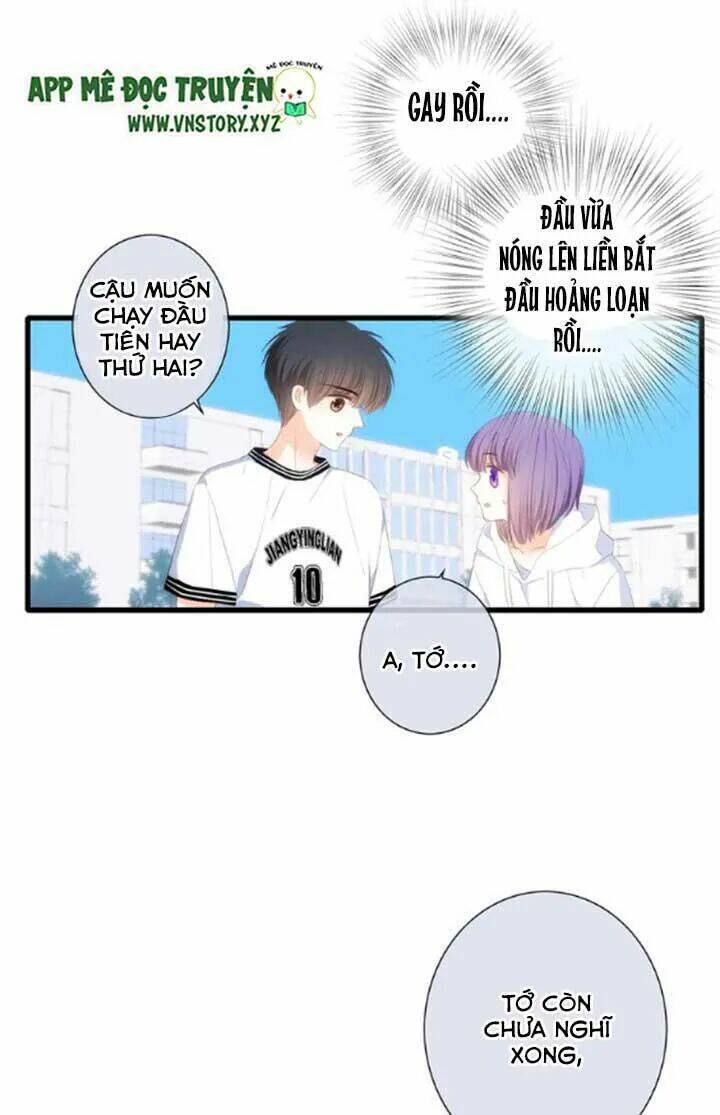 MÊ ĐỌC TRUYỆN
APP MÊ ĐỌC TRUYỆN
WWW.VNSTORY.XYZ
GAY RỒI....
ĐẦU VỪA
NÓNG LÊN LIỀN BẮT
ĐẦU HOẢNG LOẠN
RỒI....
CẬU MUỐN
CHẠY ĐẦU
TIÊN HAY
THỨ HAI?
JIANGYINGLIAN
10
A, TỚ....
TỚ CÒN
CHƯA NGHĨ
XONG,